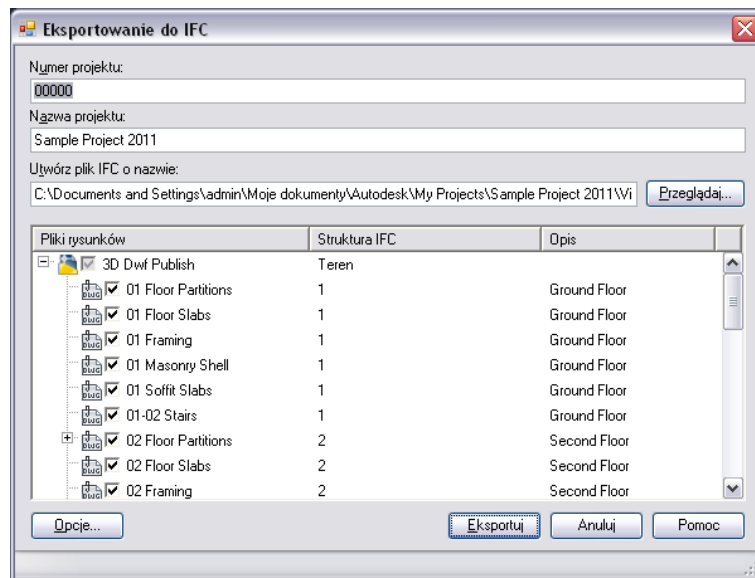 Eksportowanie do IFC
Numer projektu:
00000
Nazwa projektu:
Sample Project 2011
Utwórz plik IFC o nazwie:
C:\Documents and Settings\admin\Moje dokumenty\Autodesk\My Projects\Sample Project 2011\Vi Przeglądaj...
Pliki rysunków Struktura IFC Opis
3D Dwf Publish Teren
01 Floor Partitions 1 Ground Floor
01 Floor Slabs 1 Ground Floor
01 Framing 1 Ground Floor
01 Masonry Shell 1 Ground Floor
01 Soffit Slabs 1 Ground Floor
01-02 Stairs 1 Ground Floor
02 Floor Partitions 2 Second Floor
02 Floor Slabs 2 Second Floor
02 Framing 2 Second Floor
Opcje... Eksportuj Anuluj Pomoc